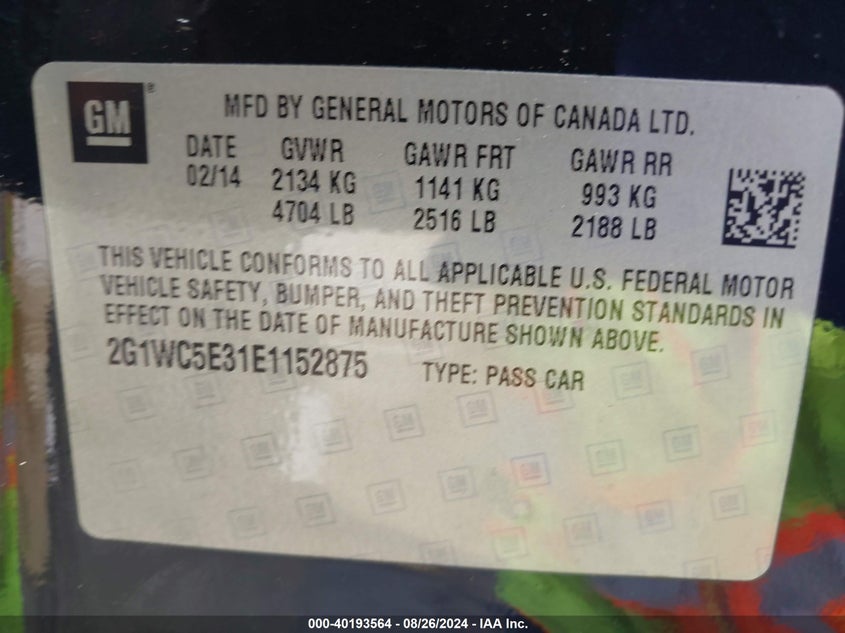 GM ®
MFD BY GENERAL MOTORS OF CANADA LTD.
DATE GVWR GAWR FRT GAWR RR
02/14 2134 KG 1141 KG 993 KG
4704 LB 2516 LB 2188 LB
THIS VEHICLE CONFORMS TO ALL APPLICABLE U.S. FEDERAL MOTOR
VEHICLE SAFETY, BUMPER, AND THEFT PREVENTION STANDARDS IN
EFFECT ON THE DATE OF MANUFACTURE SHOWN ABOVE.
2G1WC5E31E1152875 TYPE: PASS CAR
000-40193564 - 08/26/2024 - IAA Inc.